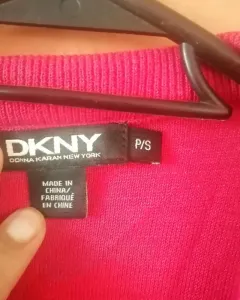 DKNY
DONNA KARAN NEW YORK
P/S
MADE IN
CHINA/
FABRIQUÉ
EN CHINE